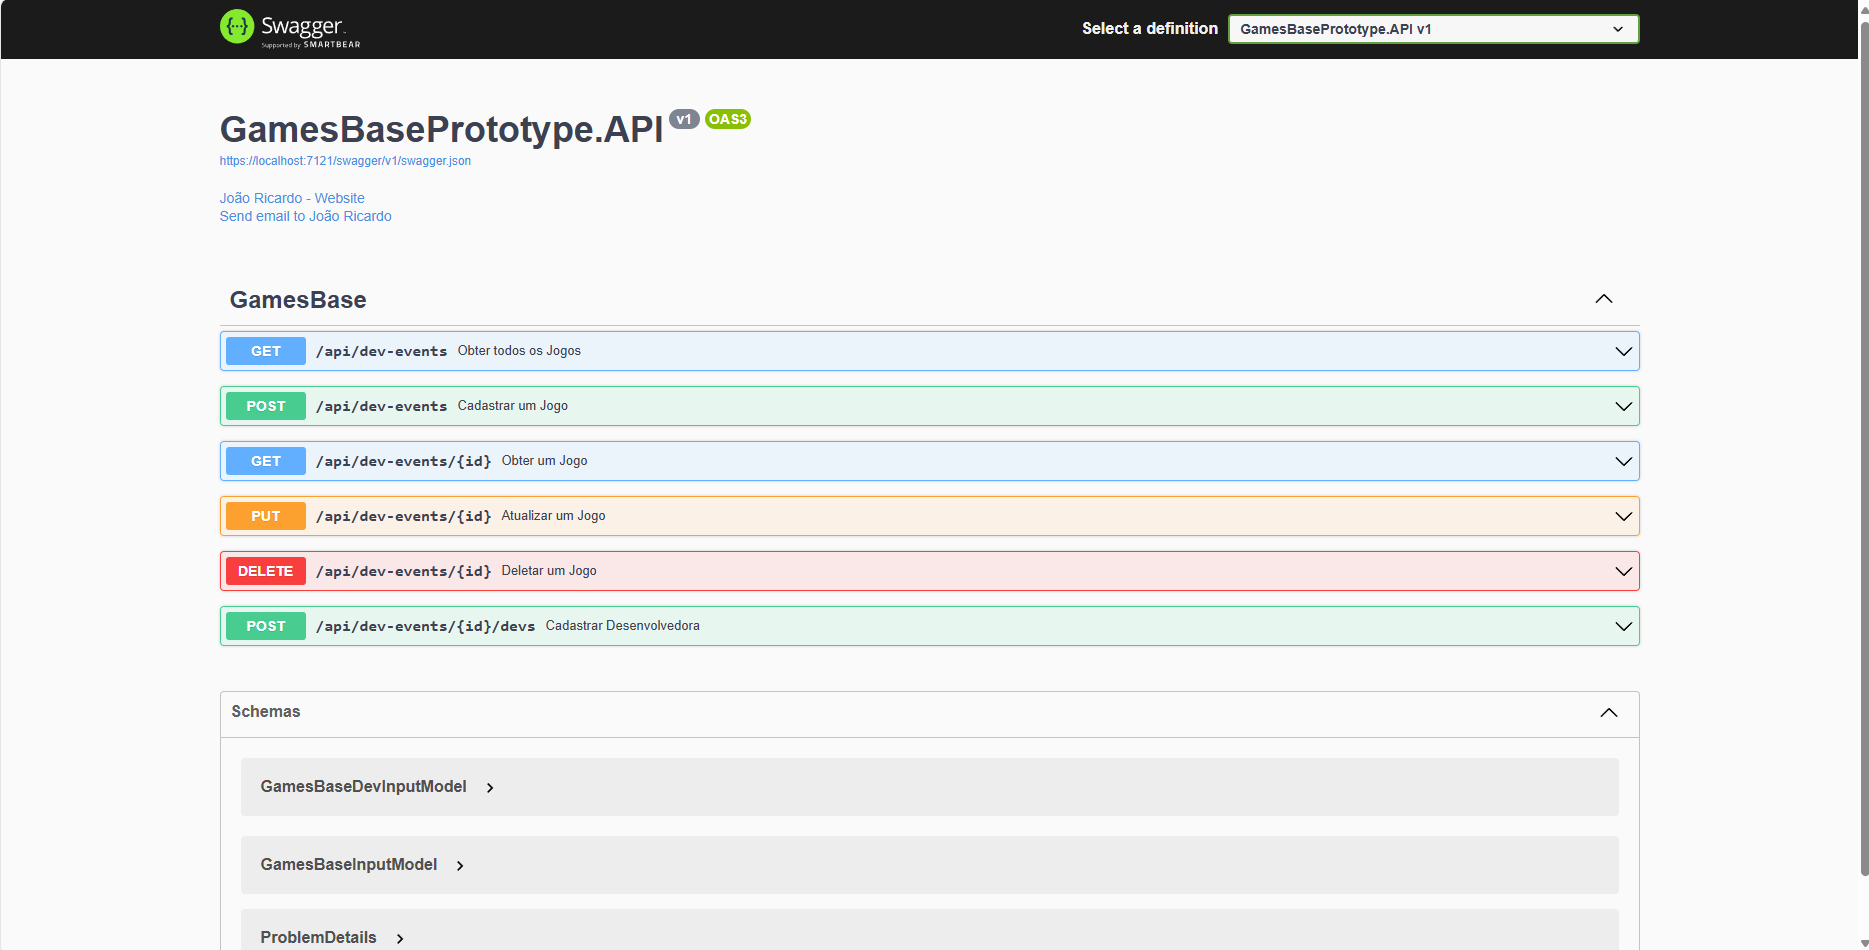 Swagger
Supported by SMARTBEAR
Select a definition
GamesBasePrototype.API v1
GamesBasePrototype.API v1 OAS3
https://localhost:7121/swagger/v1/swagger.json
João Ricardo - Website
Send email to João Ricardo
GamesBase
GET /api/dev-events Obter todos os Jogos
POST /api/dev-events Cadastrar um Jogo
GET /api/dev-events/{id} Obter um Jogo
PUT /api/dev-events/{id} Atualizar um Jogo
DELETE /api/dev-events/{id} Deletar um Jogo
POST /api/dev-events/{id}/devs Cadastrar Desenvolvedora
Schemas
GamesBaseDevInputModel
GamesBaseInputModel
ProblemDetails